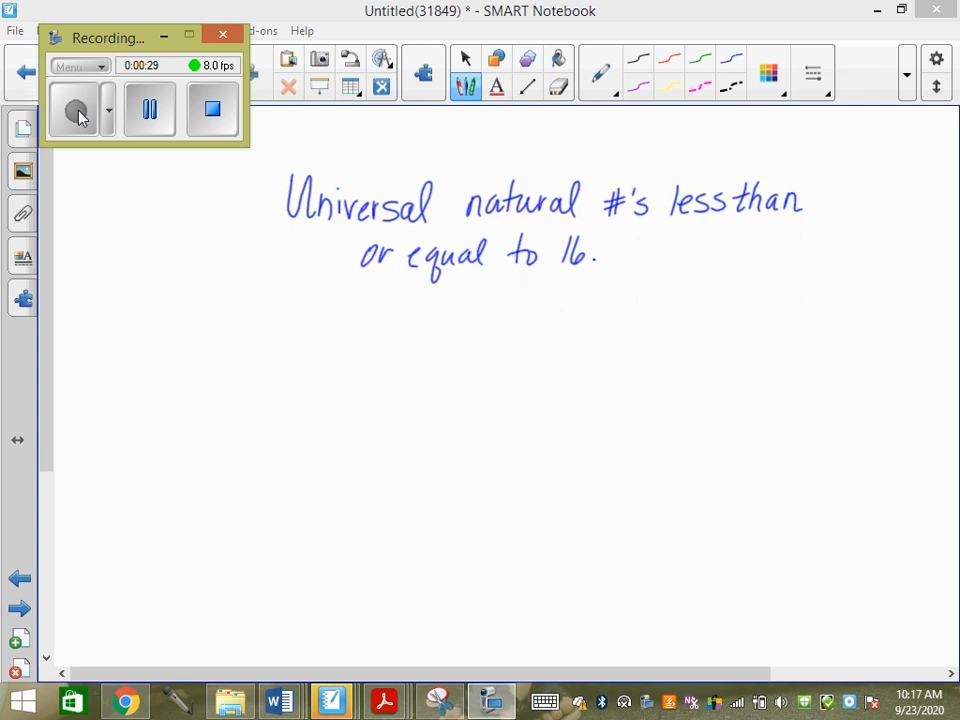 Untitled(31849) * - SMART Notebook
File
d-ons Help
Recording...
Menu 0:00:29 8.0 fps
Universal natural #'s less than
or equal to 16.
10:17 AM
9/23/2020